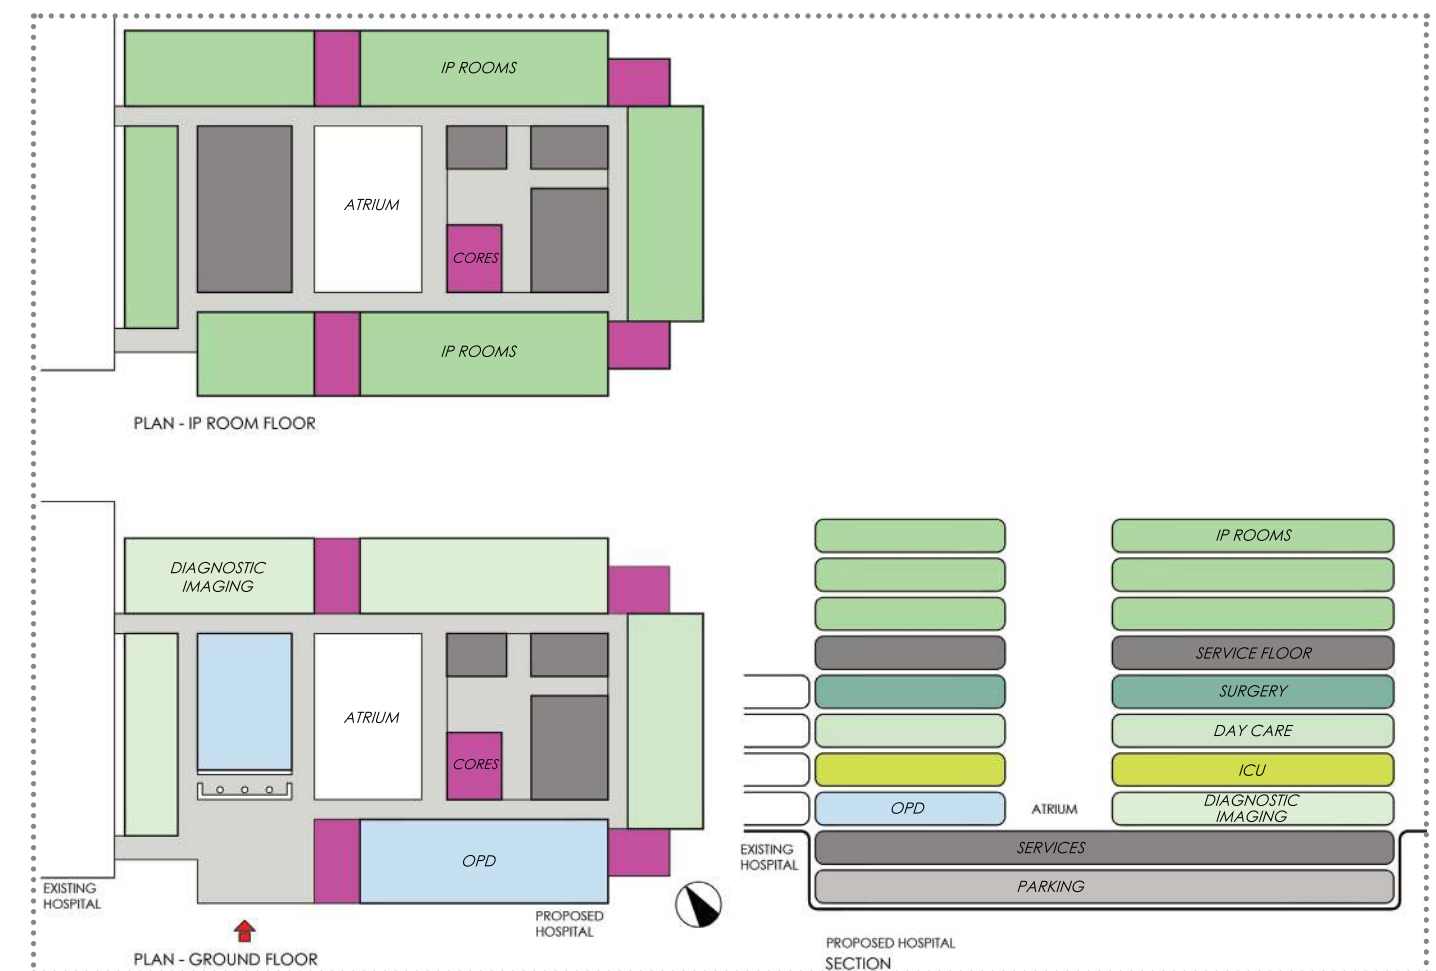 IP ROOMS
ATRIUM
CORES
IP ROOMS
PLAN - IP ROOM FLOOR
DIAGNOSTIC
IMAGING
ATRIUM
CORES
OPD
EXISTING
HOSPITAL
PROPOSED
HOSPITAL
PLAN - GROUND FLOOR
IP ROOMS
SERVICE FLOOR
SURGERY
DAY CARE
ICU
OPD
ATRIUM
DIAGNOSTIC
IMAGING
EXISTING
HOSPITAL
SERVICES
PARKING
PROPOSED HOSPITAL
SECTION